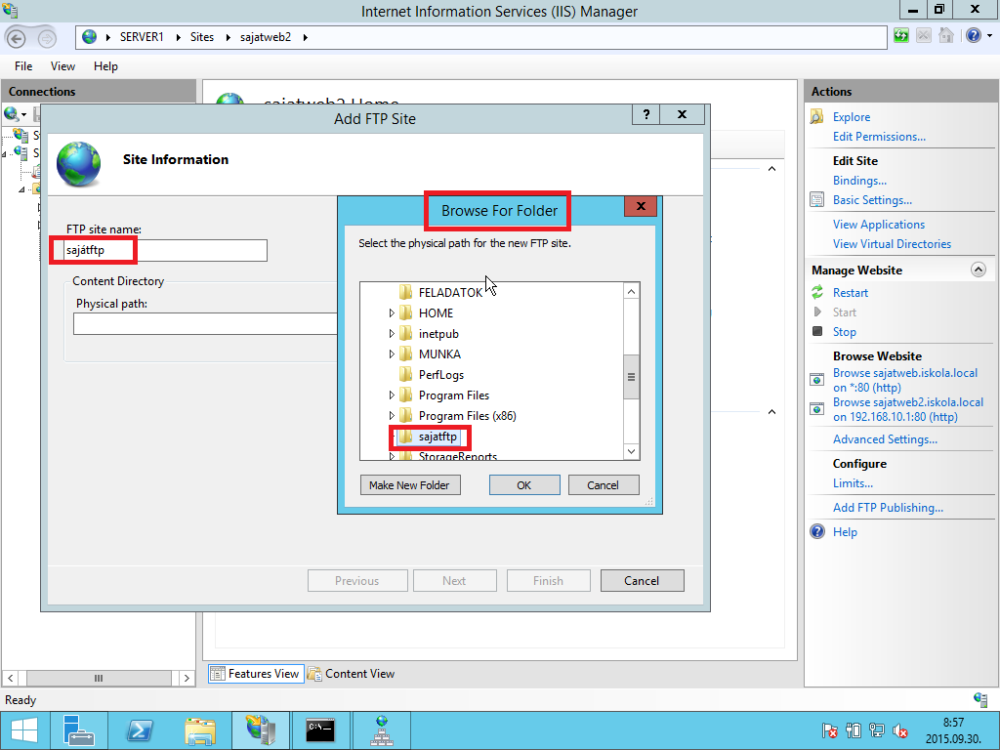 Internet Information Services (IIS) Manager
SERVER1
Sites
sajatweb2
File
View
Help
Connections
sajatweb2 Home
Add FTP Site
?
X
Site Information
FTP site name:
sajátftp
Content Directory
Physical path:
Browse For Folder
Select the physical path for the new FTP site.
FELADATOK
HOME
inetpub
MUNKA
PerfLogs
Program Files
Program Files (x86)
sajatftp
StorageReports
Make New Folder
OK
Cancel
Previous
Next
Finish
Cancel
Features View
Content View
Actions
Explore
Edit Permissions...
Edit Site
Bindings...
Basic Settings...
View Applications
View Virtual Directories
Manage Website
Restart
Start
Stop
Browse Website
Browse sajatweb.iskola.local
on *:80 (http)
Browse sajatweb2.iskola.local
on 192.168.10.1:80 (http)
Advanced Settings...
Configure
Limits...
Add FTP Publishing...
Help
Ready
8:57
2015.09.30.